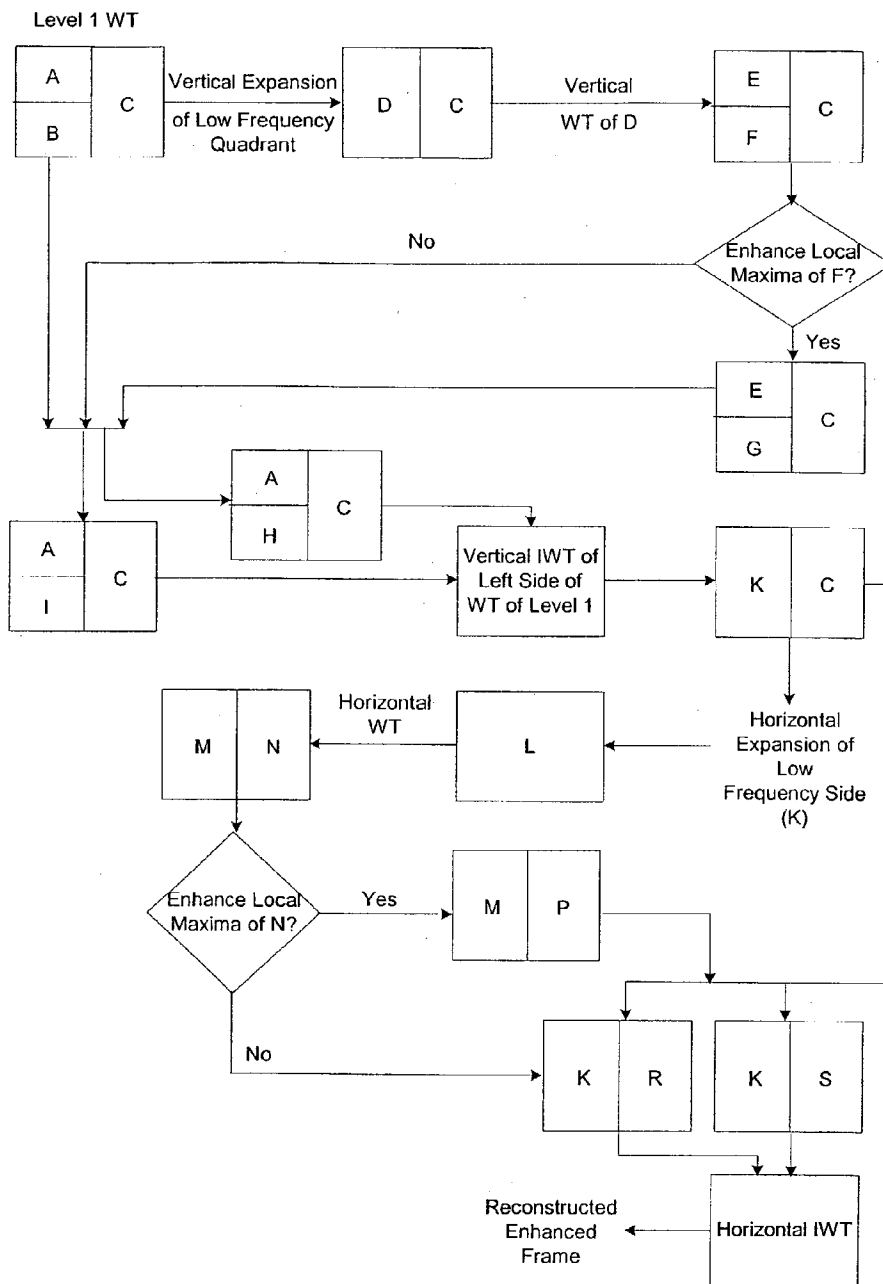 Level 1 WT
A
B
C
Vertical Expansion
of Low Frequency
Quadrant
D
C
Vertical
WT of D
E
F
C
No
Enhance Local
Maxima of F?
Yes
E
G
C
A
H
C
A
I
C
Vertical IWT of
Left Side of
WT of Level 1
K
C
Horizontal
WT
M
N
L
Horizontal
Expansion of
Low
Frequency Side
(K)
Enhance Local
Maxima of N?
Yes
M
P
No
K
R
K
S
Reconstructed
Enhanced
Frame
Horizontal IWT